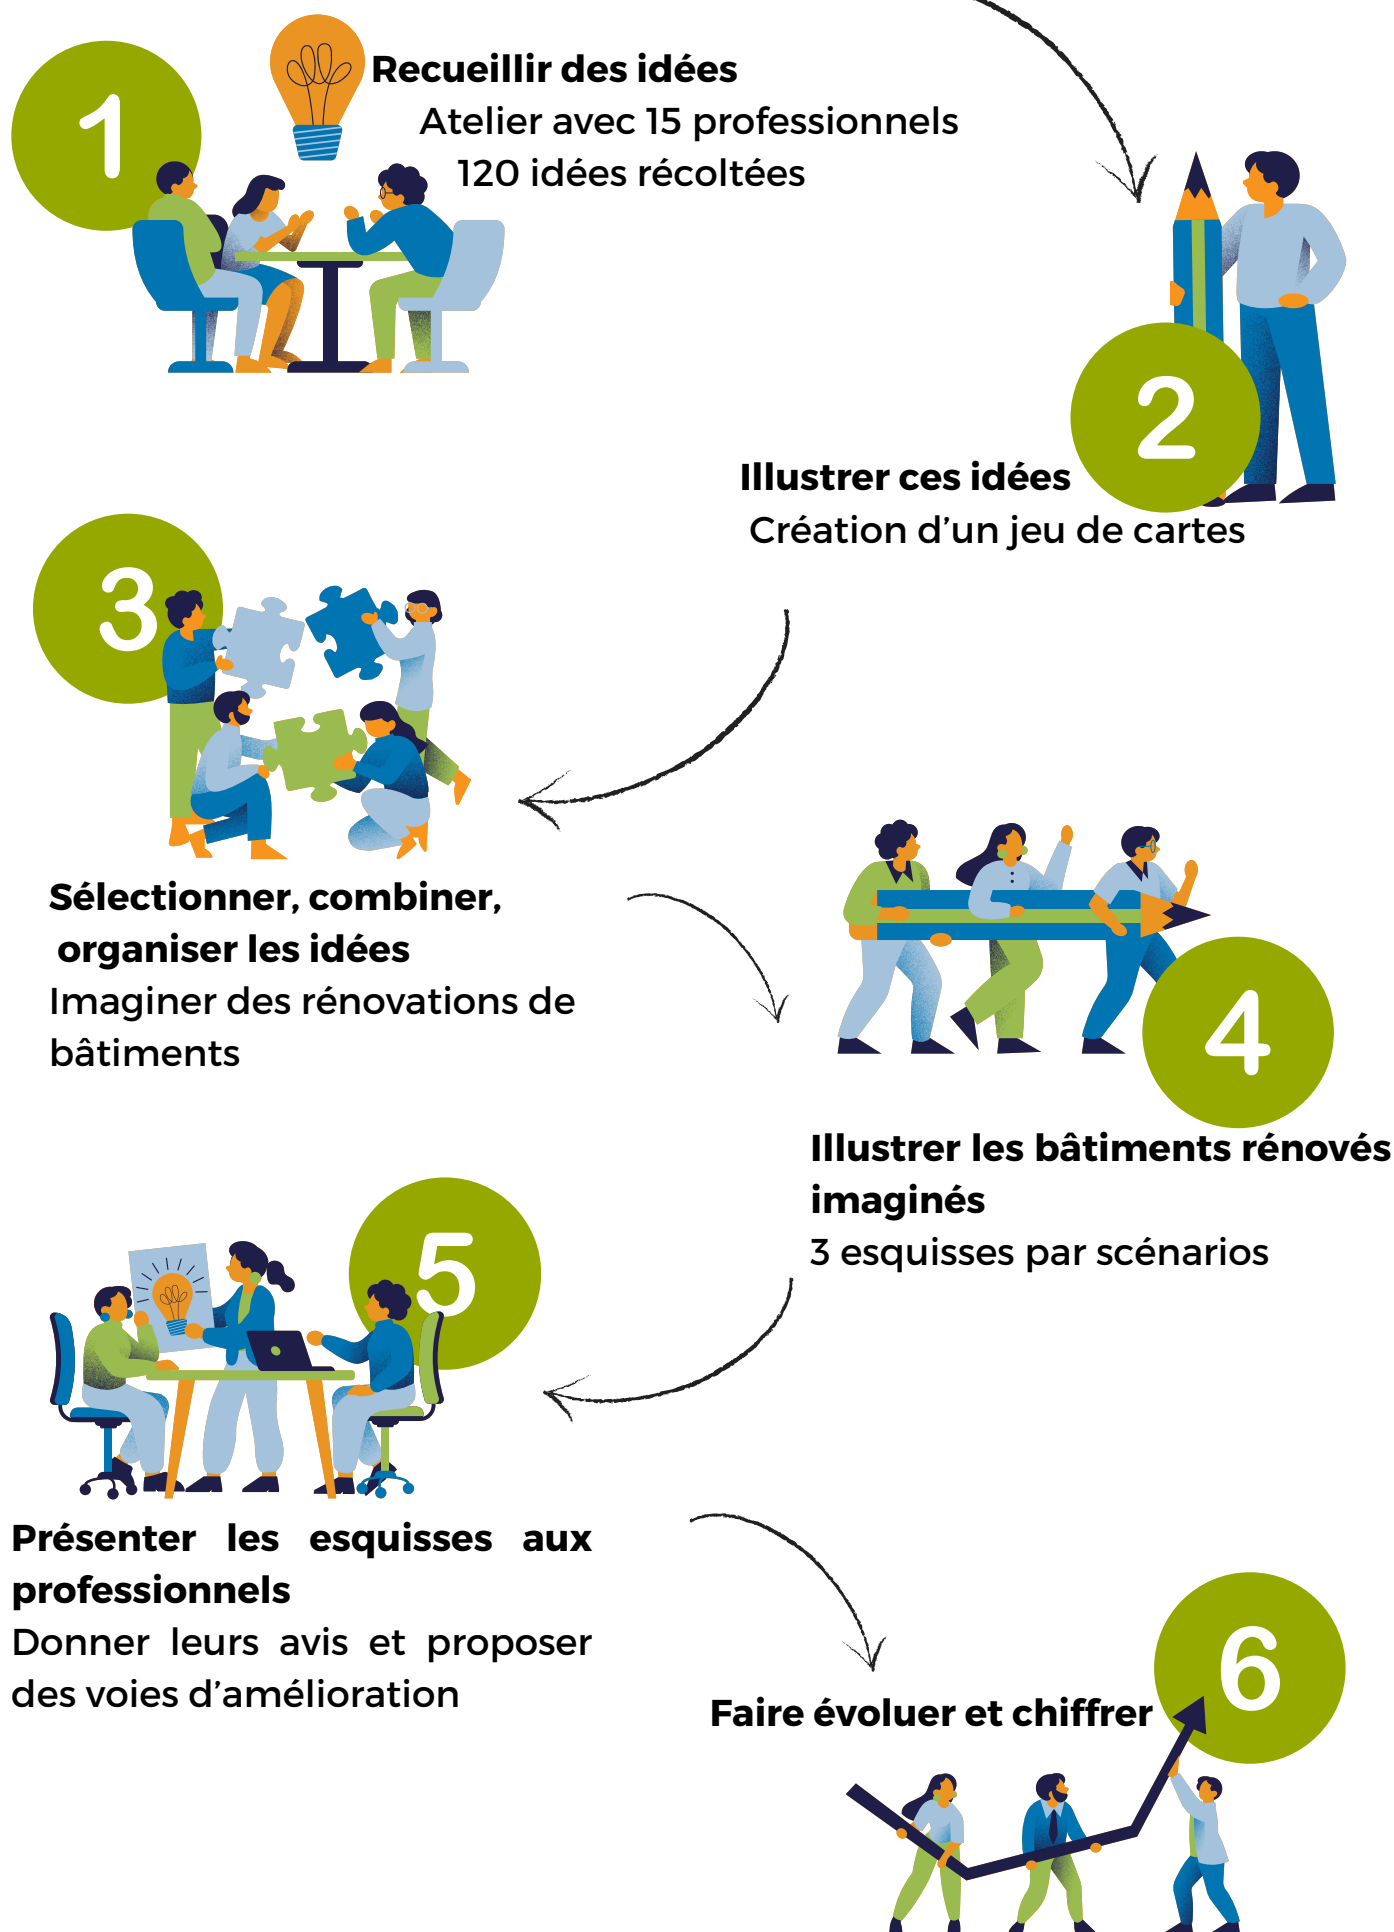 1
Recueillir des idées
Atelier avec 15 professionnels
120 idées récoltées
2
Illustrer ces idées
Création d’un jeu de cartes
3
Sélectionner, combiner,
organiser les idées
Imaginer des rénovations de
bâtiments
4
Illustrer les bâtiments rénovés
imaginés
3 esquisses par scénarios
5
Présenter les esquisses aux
professionnels
Donner leurs avis et proposer
des voies d’amélioration
6
Faire évoluer et chiffrer